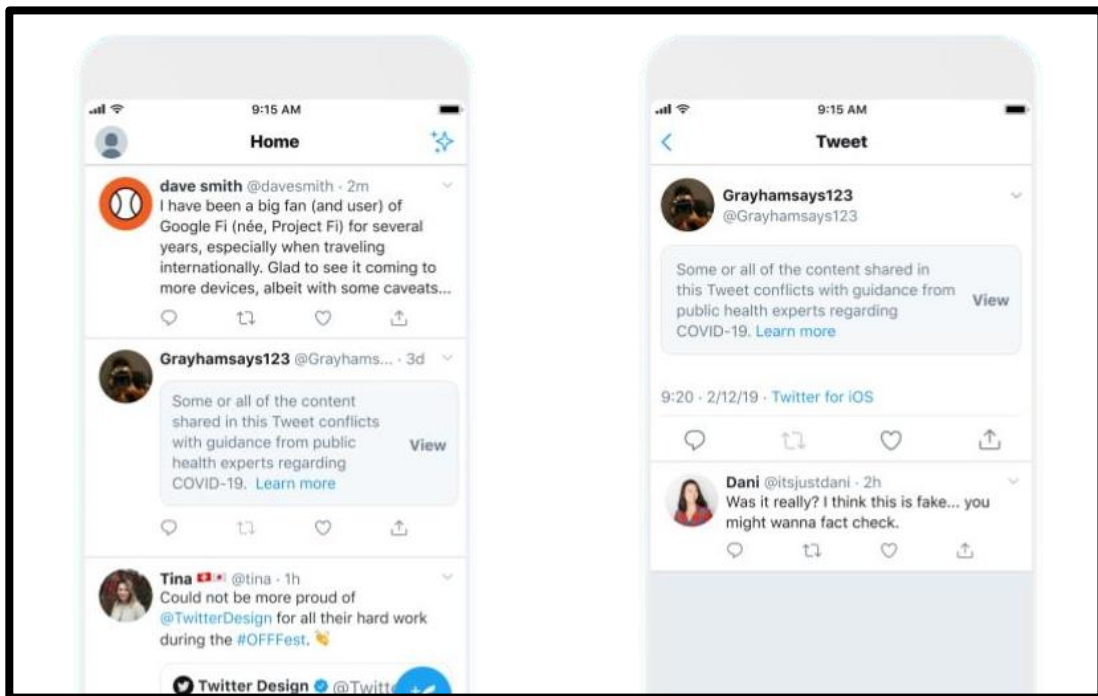 9:15 AM
Home
dave smith @davesmith · 2m
I have been a big fan (and user) of
Google Fi (née, Project Fi) for several
years, especially when traveling
internationally. Glad to see it coming to
more devices, albeit with some caveats...
Grayhamsays123 @Grayhams... · 3d
Some or all of the content
shared in this Tweet conflicts
with guidance from public
health experts regarding
COVID-19. Learn more
View
Tina 🇨🇭🇯🇵 @tina · 1h
Could not be more proud of
@TwitterDesign for all their hard work
during the #OFFFest. 👏
Twitter Design @Twitt
9:15 AM
Tweet
Grayhamsays123
@Grayhamsays123
Some or all of the content shared in
this Tweet conflicts with guidance from
public health experts regarding
COVID-19. Learn more
View
9:20 · 2/12/19 · Twitter for iOS
Dani @itsjustdani · 2h
Was it really? I think this is fake... you
might wanna fact check.